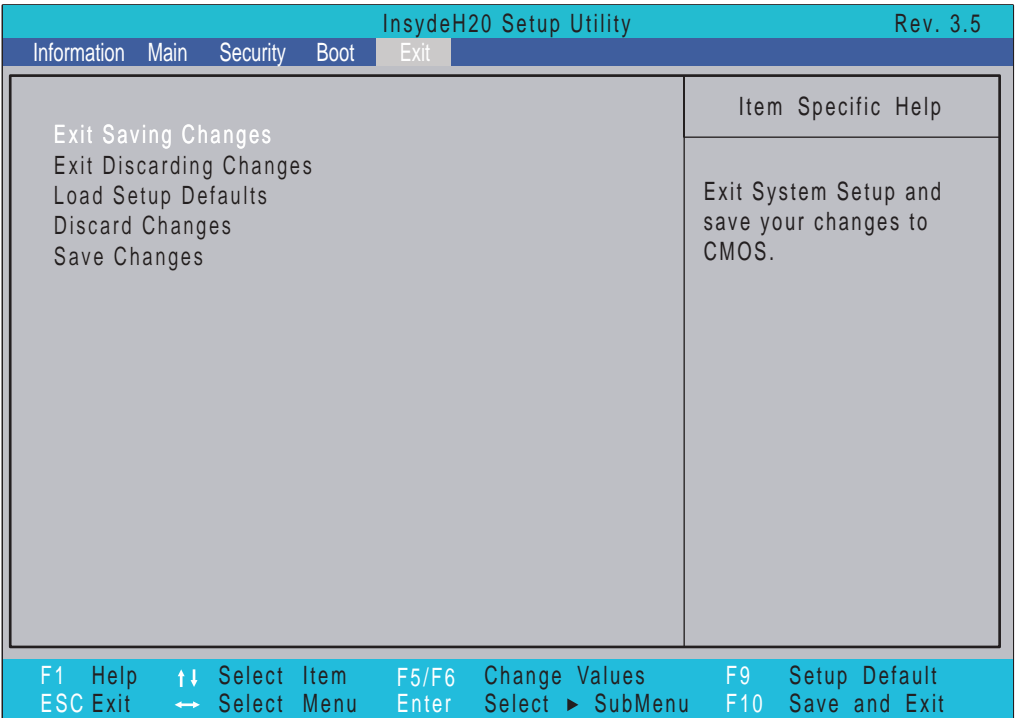 InsydeH20 Setup Utility Rev. 3.5
Information Main Security Boot Exit
Item Specific Help
Exit Saving Changes
Exit Discarding Changes
Load Setup Defaults
Discard Changes
Save Changes
Exit System Setup and
save your changes to
CMOS.
F1 Help ↑↓ Select Item F5/F6 Change Values F9 Setup Default
ESC Exit ↔ Select Menu Enter Select ► SubMenu F10 Save and Exit